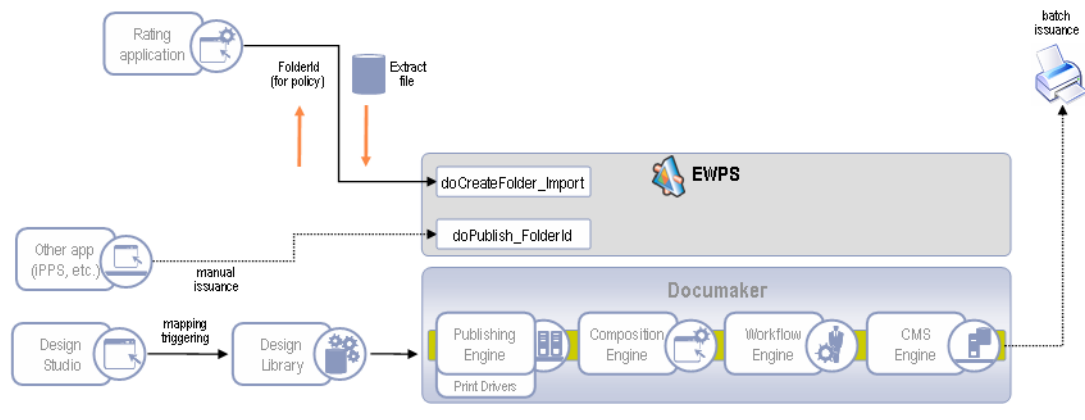 Rating
application
FolderId
(for policy)
Extract
file
batch
issuance
EWPS
doCreateFolder_Import
doPublish_FolderId
Other app
(iPPS, etc.)
manual
issuance
Documaker
Design
Studio
mapping
triggering
Design
Library
Publishing
Engine
Print Drivers
Composition
Engine
Workflow
Engine
CMS
Engine